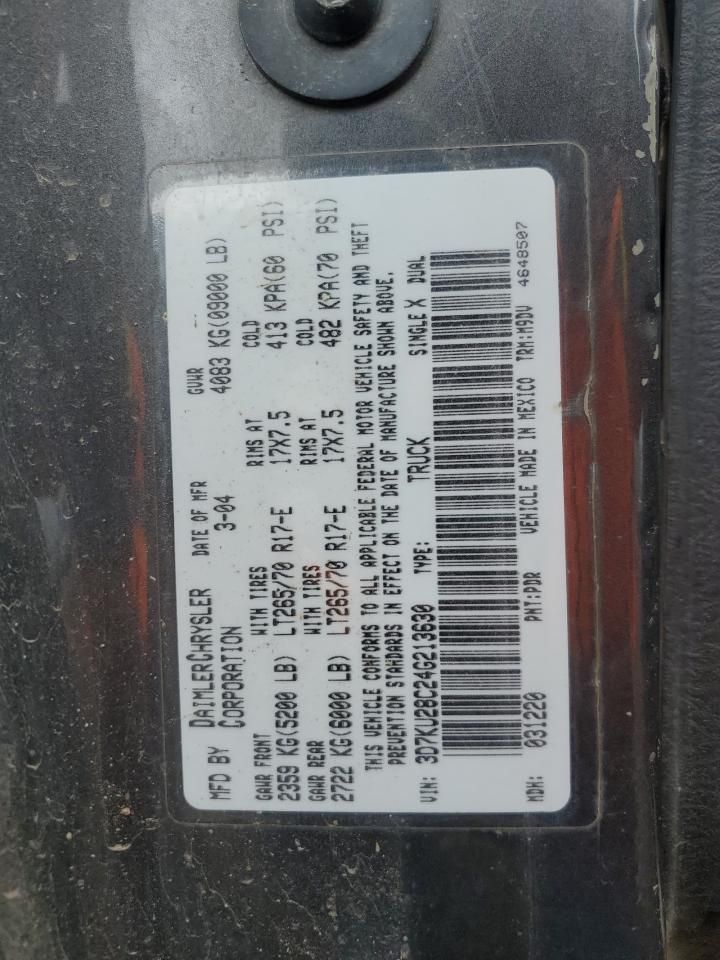 MFD BY DAIMLERCHRYSLER CORPORATION DATE OF MFR 3-04 GVWR 4083 KG(09000 LB)
GAWR FRONT WITH TIRES RIMS AT COLD
2359 KG(5200 LB) LT265/70 R17-E 17X7.5 413 KPA(60 PSI)
GAWR REAR WITH TIRES RIMS AT COLD
2722 KG(6000 LB) LT265/70 R17-E 17X7.5 482 KPA(70 PSI)
THIS VEHICLE CONFORMS TO ALL APPLICABLE FEDERAL MOTOR VEHICLE SAFETY AND THEFT
PREVENTION STANDARDS IN EFFECT ON THE DATE OF MANUFACTURE SHOWN ABOVE.
VIN: 3D7KU28C24G213630 TYPE: TRUCK SINGLE X DUAL
MDH: 031220 PNT:PDR VEHICLE MADE IN MEXICO TRM:M9DV 4648507